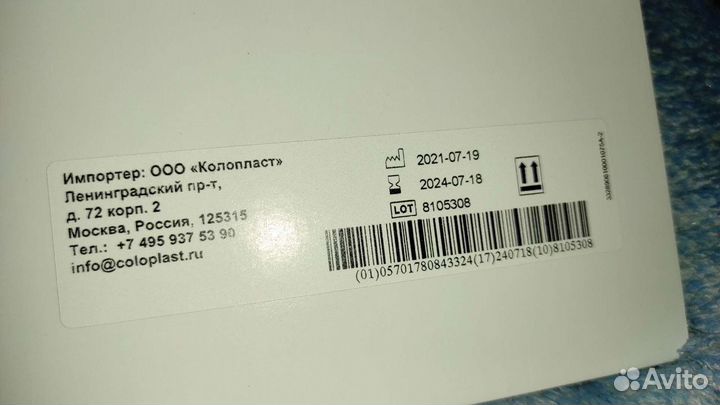 Импортер: ООО «Колопласт»
Ленинградский пр-т,
д. 72 корп. 2
Москва, Россия, 125315
Тел.: +7 495 937 53 90
info@coloplast.ru
2021-07-19
2024-07-18
LOT 8105308
(01)05701780843324(17)240718(10)8105308
Avito